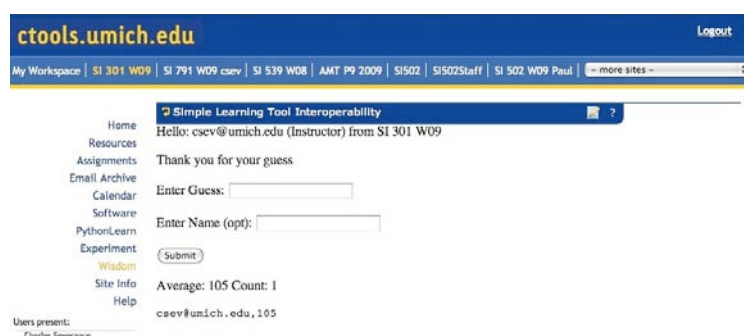 ctools.umich.edu
Logout
My Workspace | SI 301 W09 | SI 791 W09 csev | SI 539 W08 | AMT P9 2009 | SI502 | SI502Staff | SI 502 W09 Paul | - more sites -
Simple Learning Tool Interoperability ?
Home
Resources
Assignments
Email Archive
Calendar
Software
PythonLearn
Experiment
Wisdom
Site Info
Help
Users present:
Charles Severance
Hello: csev@umich.edu (Instructor) from SI 301 W09
Thank you for your guess
Enter Guess:
Enter Name (opt):
Submit
Average: 105 Count: 1
csev@umich.edu,105